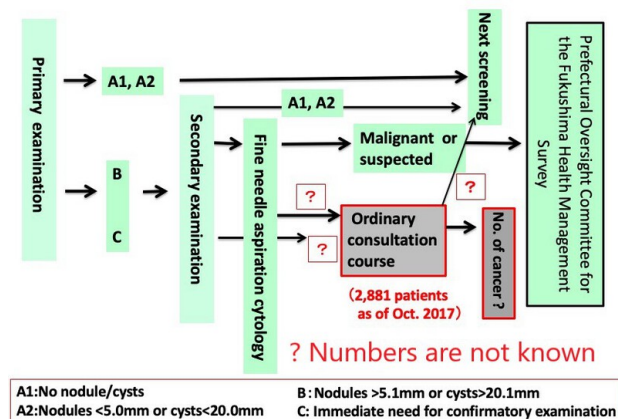 Primary examination
A1, A2
B
C
Secondary examination
A1, A2
Fine needle aspiration cytology
Malignant or
suspected
Next screening
?
?
?
Ordinary
consultation
course
(2,881 patients
as of Oct. 2017)
No. of cancer ?
Prefectural Oversight Committee for
the Fukushima Health Management
Survey
? Numbers are not known
A1:No nodule/cysts
A2:Nodules <5.0mm or cysts<20.0mm
B: Nodules >5.1mm or cysts>20.1mm
C: Immediate need for confirmatory examination